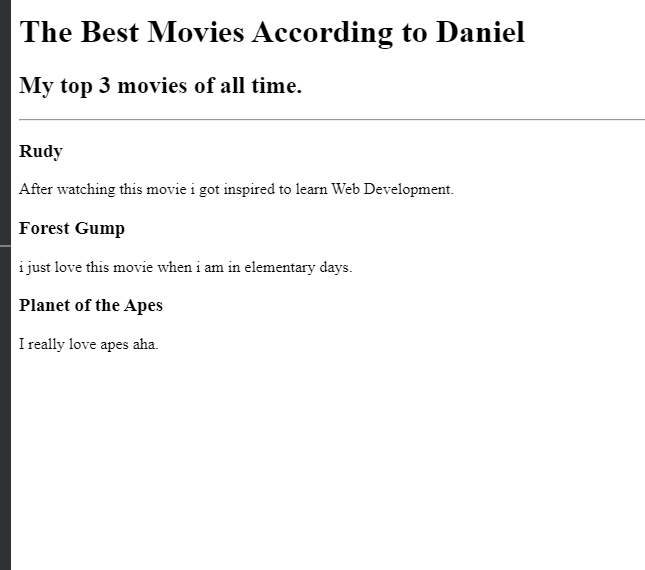 The Best Movies According to Daniel
My top 3 movies of all time.
Rudy
After watching this movie i got inspired to learn Web Development.
Forest Gump
i just love this movie when i am in elementary days.
Planet of the Apes
I really love apes aha.